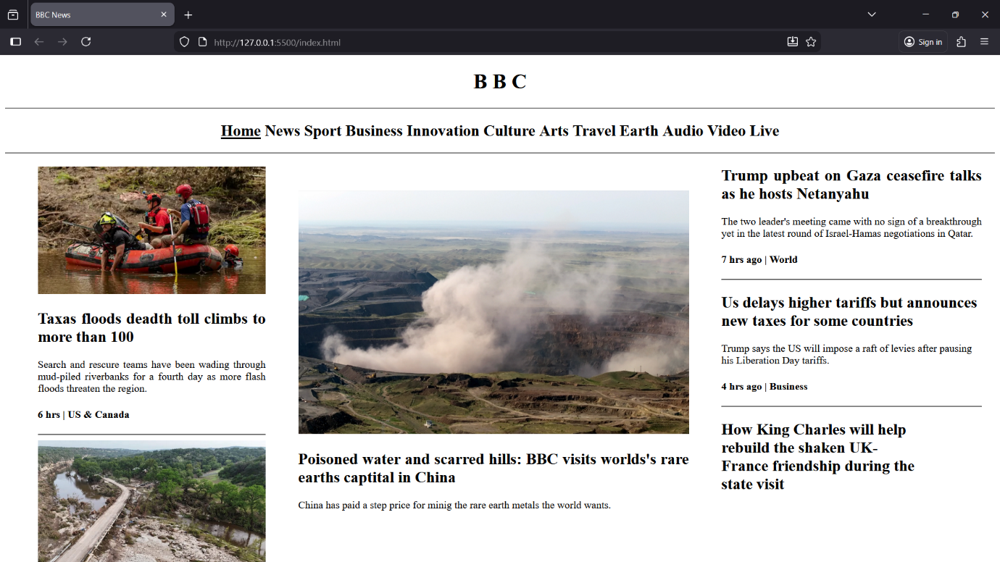 BBC News
http://127.0.0.1:5500/index.html
Sign in
B B C
Home News Sport Business Innovation Culture Arts Travel Earth Audio Video Live
Taxas floods deadth toll climbs to
more than 100
Search and rescure teams have been wading through
mud-piled riverbanks for a fourth day as more flash
floods threaten the region.
6 hrs | US & Canada
Poisoned water and scarred hills: BBC visits worlds's rare
earths captital in China
China has paid a step price for minig the rare earth metals the world wants.
Trump upbeat on Gaza ceasefire talks
as he hosts Netanyahu
The two leader's meeting came with no sign of a breakthrough
yet in the latest round of Israel-Hamas negotiations in Qatar.
7 hrs ago | World
Us delays higher tariffs but announces
new taxes for some countries
Trump says the US will impose a raft of levies after pausing
his Liberation Day tariffs.
4 hrs ago | Business
How King Charles will help
rebuild the shaken UK-
France friendship during the
state visit